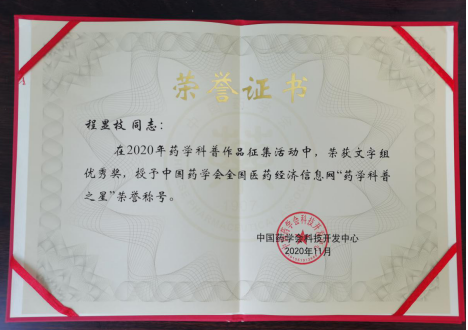 荣誉证书
程显枝 同志：
在2020年药学科普作品征集活动中，荣获文字组
优秀奖，授予中国药学会全国医药经济信息网“药学科普
之星”荣誉称号。
中国药学会科技开发中心
2020年11月